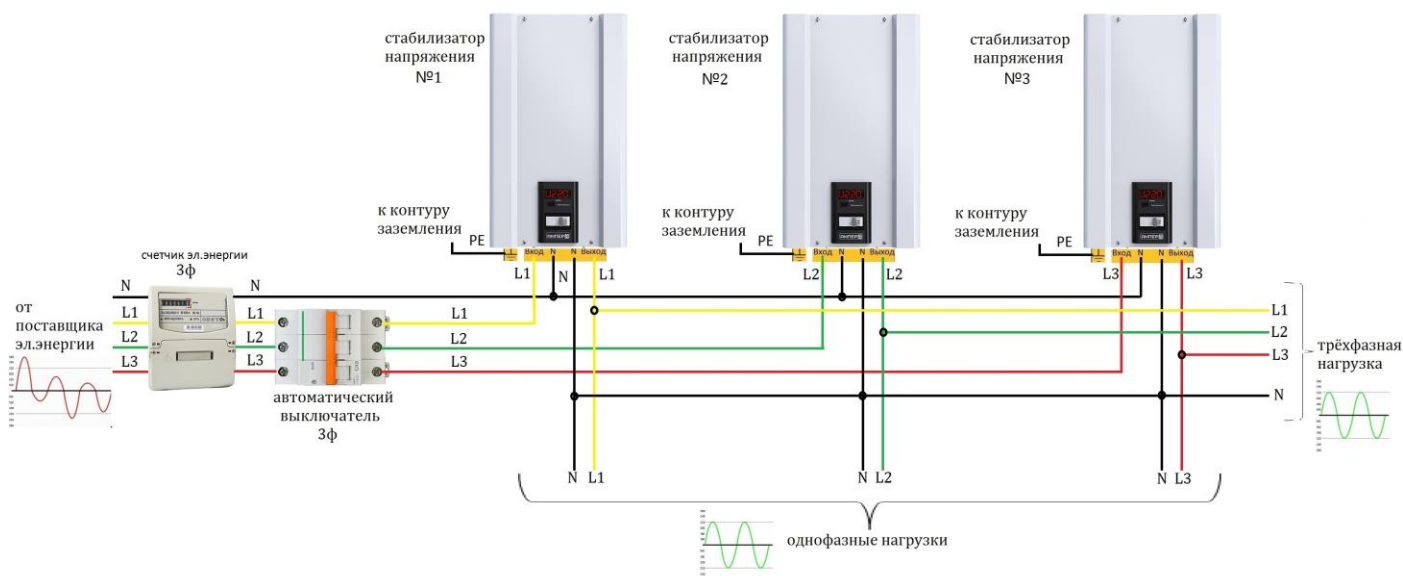 стабилизатор
напряжения
№1
стабилизатор
напряжения
№2
стабилизатор
напряжения
№3
к контуру
заземления
PE
к контуру
заземления
PE
к контуру
заземления
PE
Вход N N Выход
Вход N N Выход
Вход N N Выход
L1 N L1
L2 L2
L3 L3
счетчик эл.энергии
3ф
от
поставщика
эл.энергии
N
L1
L2
L3
N
L1
L2
L3
L1
L2
L3
автоматический
выключатель
3ф
L1
L2
L3
N
трёхфазная
нагрузка
N L1
N L2
N L3
однофазные нагрузки